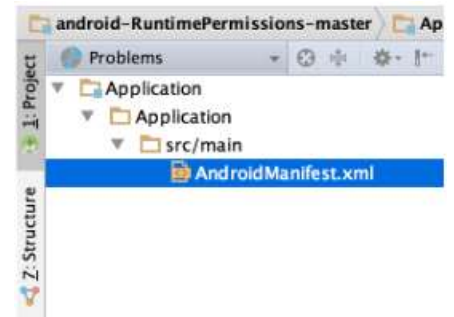 android-RuntimePermissions-master Ap
Problems
Application
Application
src/main
AndroidManifest.xml
1: Project
Z: Structure